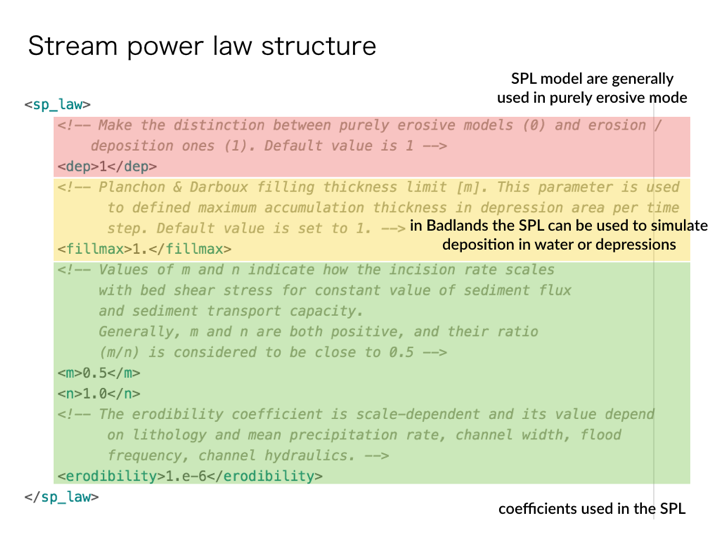 Stream power law structure
SPL model are generally
used in purely erosive mode
<sp_law>
<!-- Make the distinction between purely erosive models (0) and erosion /
deposition ones (1). Default value is 1 -->
<dep>1</dep>
<!-- Planchon & Darboux filling thickness limit [m]. This parameter is used
to defined maximum accumulation thickness in depression area per time
step. Default value is set to 1. -->
in Badlands the SPL can be used to simulate
deposition in water or depressions
<fillmax>1.</fillmax>
<!-- Values of m and n indicate how the incision rate scales
with bed shear stress for constant value of sediment flux
and sediment transport capacity.
Generally, m and n are both positive, and their ratio
(m/n) is considered to be close to 0.5 -->
<m>0.5</m>
<n>1.0</n>
<!-- The erodibility coefficient is scale-dependent and its value depend
on lithology and mean precipitation rate, channel width, flood
frequency, channel hydraulics. -->
<erodibility>1.e-6</erodibility>
</sp_law>
coefficients used in the SPL